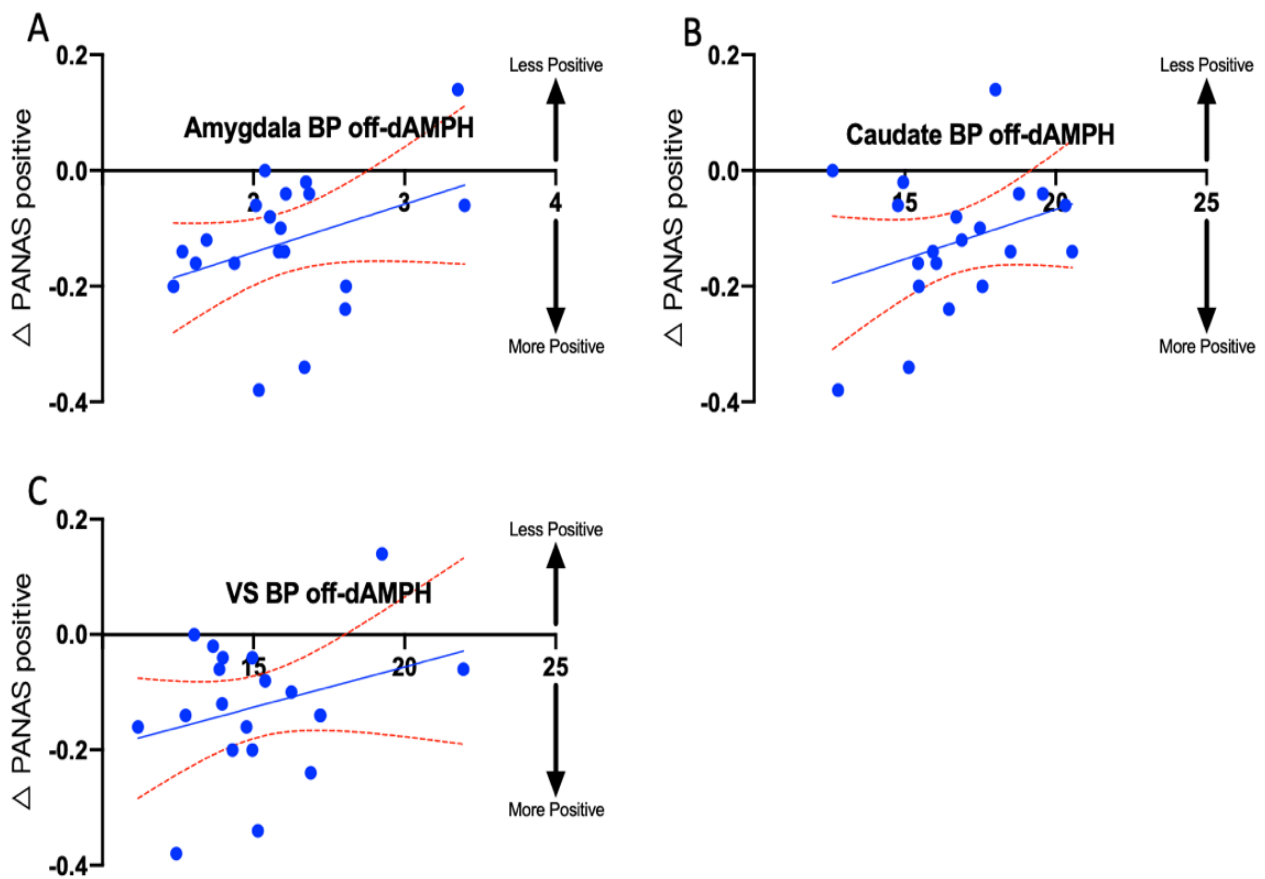 A
0.2
Less Positive
Amygdala BP off-dAMPH
0.0
2
3
4
△ PANAS positive
-0.2
More Positive
-0.4
B
0.2
Less Positive
Caudate BP off-dAMPH
0.0
15
20
25
△ PANAS positive
-0.2
More Positive
-0.4
C
0.2
Less Positive
VS BP off-dAMPH
0.0
15
20
25
△ PANAS positive
-0.2
More Positive
-0.4